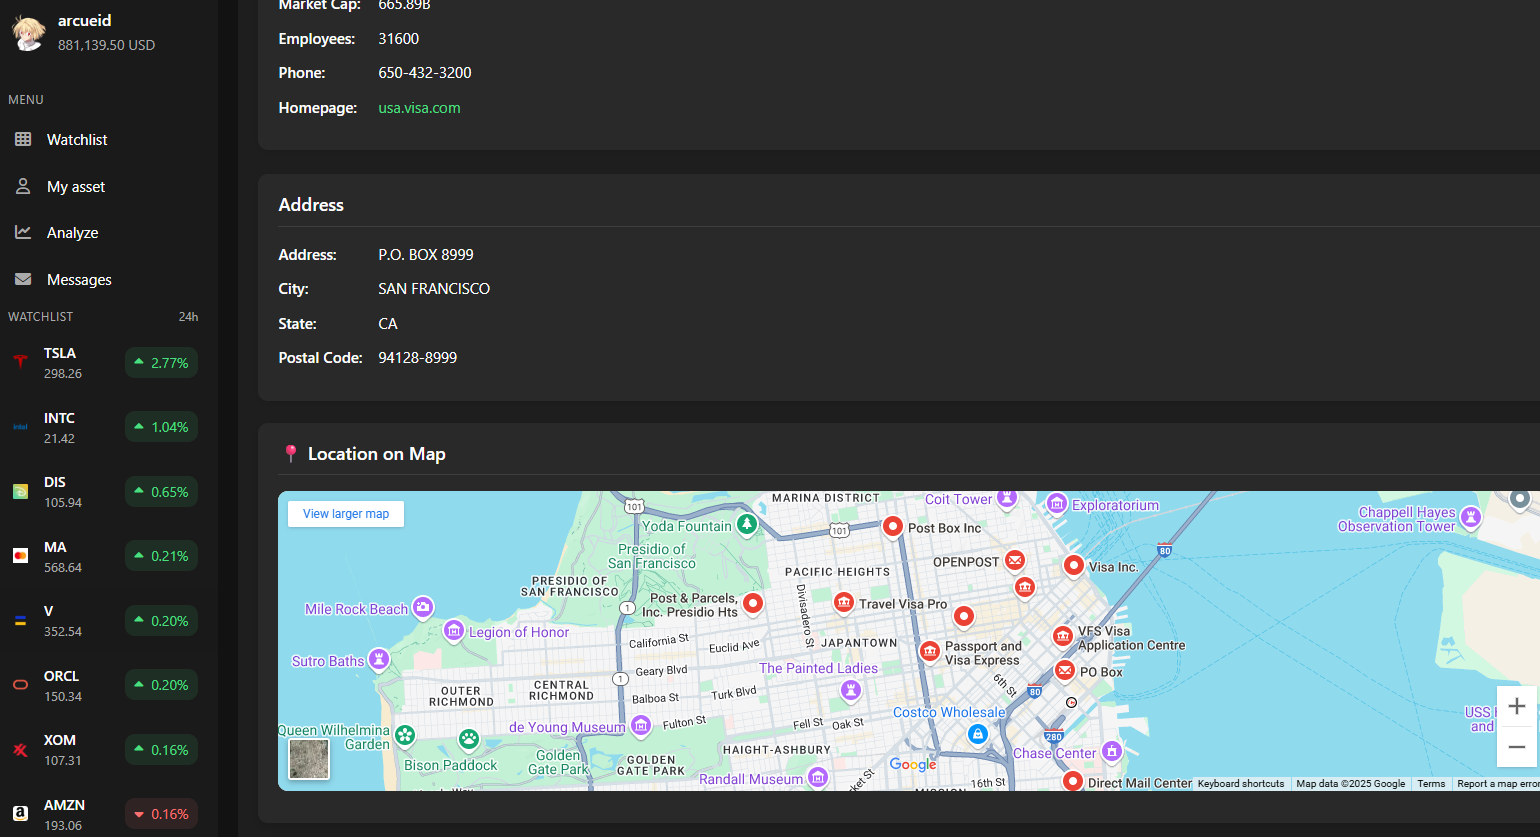 arcueid
881,139.50 USD
MENU
Watchlist
My asset
Analyze
Messages
WATCHLIST 24h
TSLA
298.26
2.77%
intel
INTC
21.42
1.04%
DIS
105.94
0.65%
MA
568.64
0.21%
V
352.54
0.20%
ORCL
150.34
0.20%
XOM
107.31
0.16%
a
AMZN
193.06
0.16%
Market Cap: 665.89B
Employees: 31600
Phone: 650-432-3200
Homepage: usa.visa.com
Address
Address: P.O. BOX 8999
City: SAN FRANCISCO
State: CA
Postal Code: 94128-8999
Location on Map
View larger map
101
MARINA DISTRICT
Coit Tower
Exploratorium
Yoda Fountain
101
Post Box Inc
Chappell Hayes
Observation Tower
Presidio of
San Francisco
80
OPENPOST
Visa Inc.
PACIFIC HEIGHTS
PRESIDIO OF
SAN FRANCISCO
Mile Rock Beach
1
Post & Parcels,
Inc. Presidio Hts
Divisadero St
Travel Visa Pro
Legion of Honor
California St
Euclid Ave
JAPANTOWN
Passport and
Visa Express
VFS Visa
Application Centre
Sutro Baths
Geary Blvd
The Painted Ladies
1
PO Box
OUTER
RICHMOND
CENTRAL
RICHMOND
Balboa St
Turk Blvd
6th St
80
Costco Wholesale
Fulton St
Fell St
Oak St
de Young Museum
Queen Wilhelmina
Garden
280
Chase Center
HAIGHT-ASHBURY
Golden
Gate Park
GOLDEN
GATE PARK
Bison Paddock
Google
Randall Museum
16th St
Direct Mail Center
MISSION
USS
and
Keyboard shortcuts
Map data ©2025 Google
Terms
Report a map error